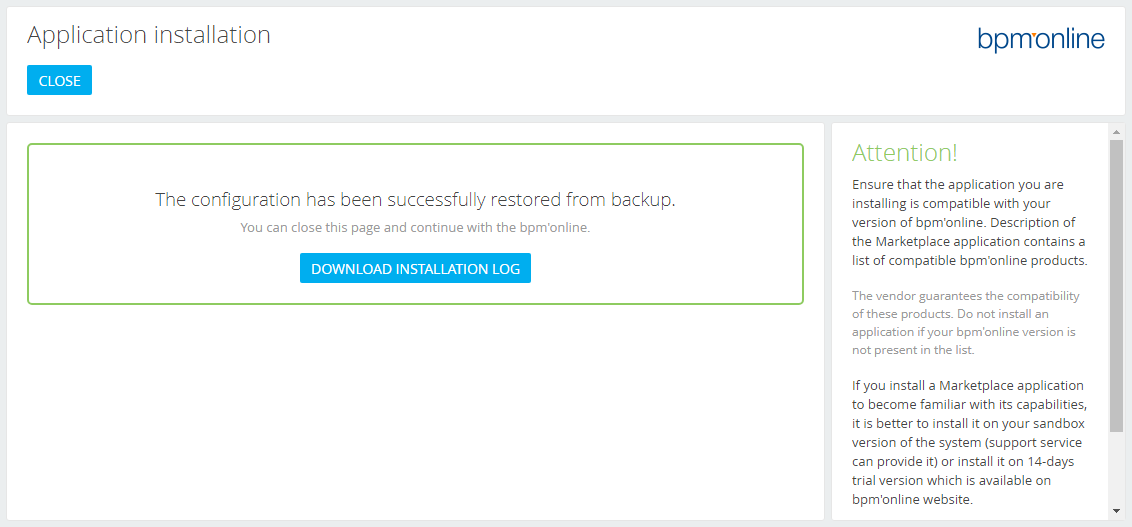 Application installation
bpm'online
CLOSE
The configuration has been successfully restored from backup.
You can close this page and continue with the bpm'online.
DOWNLOAD INSTALLATION LOG
Attention!
Ensure that the application you are
installing is compatible with your
version of bpm'online. Description of
the Marketplace application contains a
list of compatible bpm'online products.
The vendor guarantees the compatibility
of these products. Do not install an
application if your bpm'online version is
not present in the list.
If you install a Marketplace application
to become familiar with its capabilities,
it is better to install it on your sandbox
version of the system (support service
can provide it) or install it on 14-days
trial version which is available on
bpm'online website.